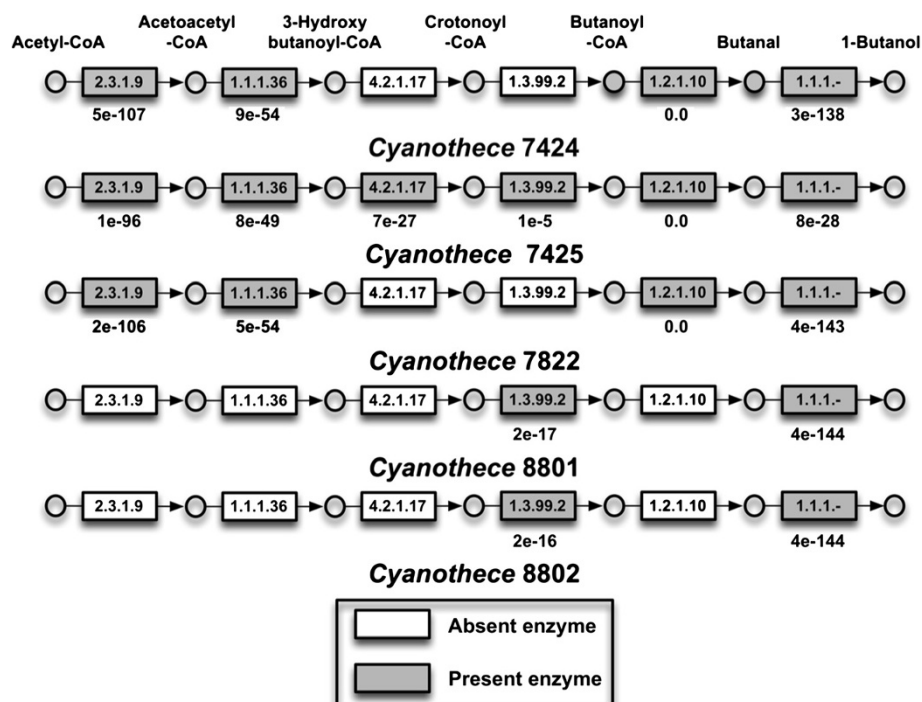 Acetyl-CoA Acetoacetyl-CoA 3-Hydroxy butanoyl-CoA Crotonoyl-CoA Butanoyl-CoA Butanal 1-Butanol
2.3.1.9 1.1.1.36 4.2.1.17 1.3.99.2 1.2.1.10 1.1.1.-
5e-107 9e-54 0.0 3e-138
Cyanothece 7424
2.3.1.9 1.1.1.36 4.2.1.17 1.3.99.2 1.2.1.10 1.1.1.-
1e-96 8e-49 7e-27 1e-5 0.0 8e-28
Cyanothece 7425
2.3.1.9 1.1.1.36 4.2.1.17 1.3.99.2 1.2.1.10 1.1.1.-
2e-106 5e-54 0.0 4e-143
Cyanothece 7822
2.3.1.9 1.1.1.36 4.2.1.17 1.3.99.2 1.2.1.10 1.1.1.-
2e-17 4e-144
Cyanothece 8801
2.3.1.9 1.1.1.36 4.2.1.17 1.3.99.2 1.2.1.10 1.1.1.-
2e-16 4e-144
Cyanothece 8802
Absent enzyme
Present enzyme